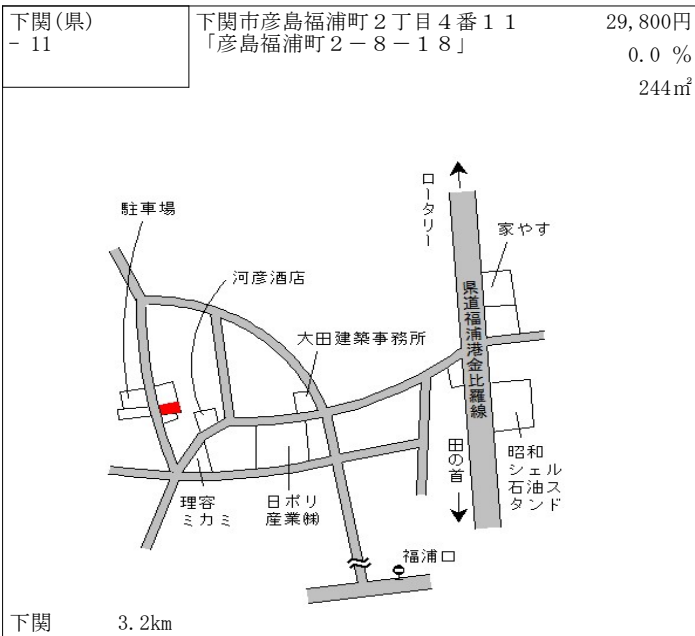 下関(県)
- 11
下関市彦島福浦町２丁目４番１１
「彦島福浦町２－８－１８」
29,800円
0.0 %
244㎡
ロータリー
駐車場
家やす
河彦酒店
県道福浦港金比羅線
大田建築事務所
田の首
昭和
シェル
石油ス
タンド
理容
ミカミ
日ポリ
産業㈱
福浦口
下関
3.2km